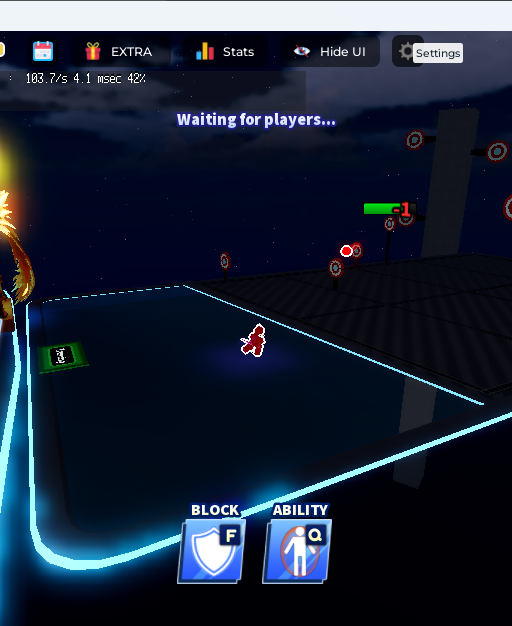 EXTRA
Stats
Hide UI
Settings
: 103.7/s 4.1 msec 42%
Waiting for players...
-1
BLOCK
ABILITY
F
Q